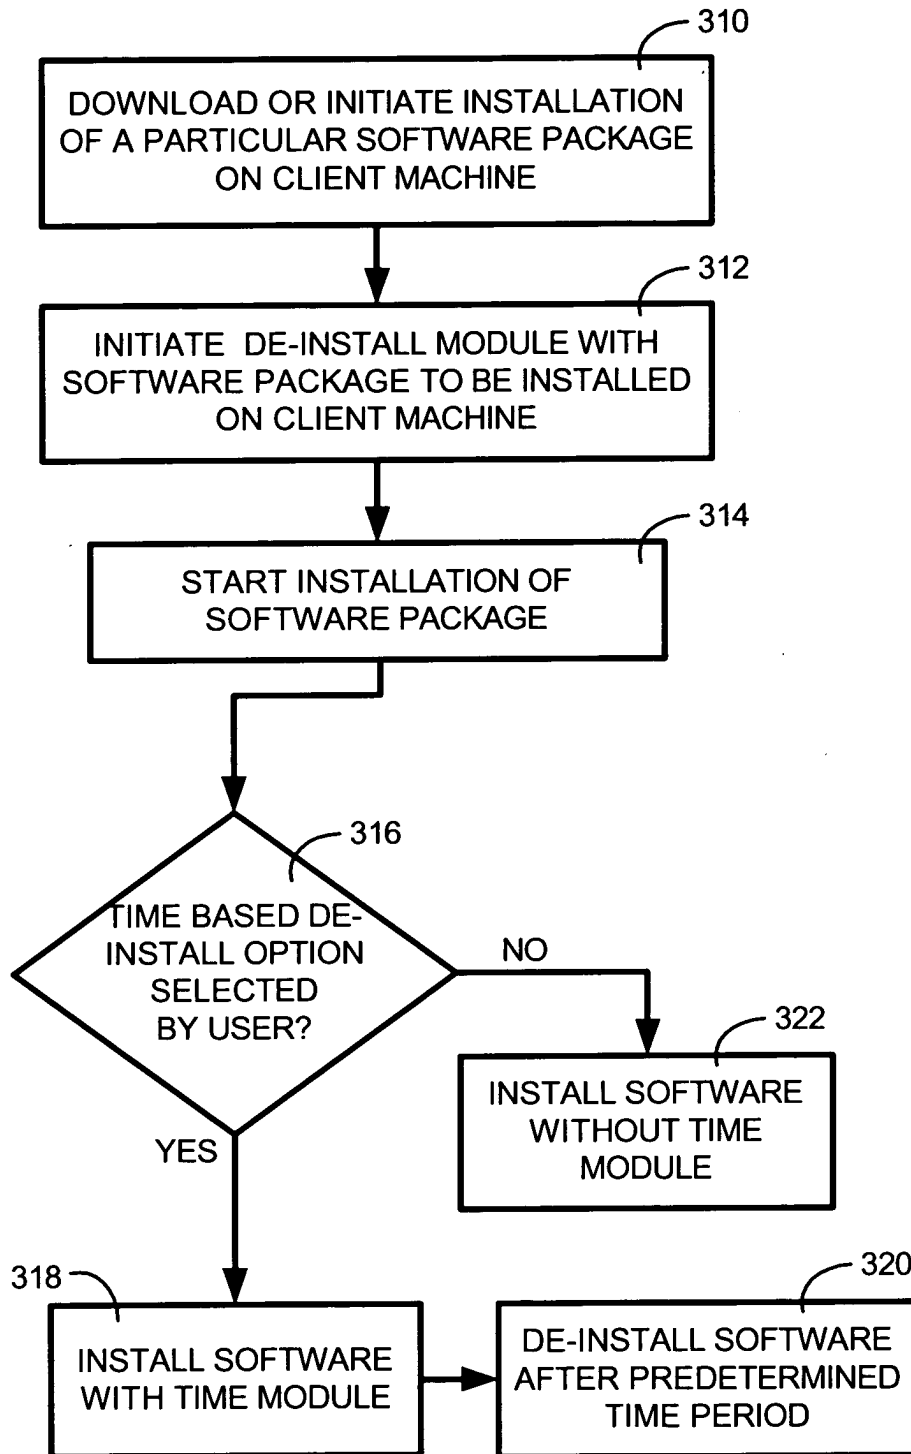 310
DOWNLOAD OR INITIATE INSTALLATION
OF A PARTICULAR SOFTWARE PACKAGE
ON CLIENT MACHINE
312
INITIATE DE-INSTALL MODULE WITH
SOFTWARE PACKAGE TO BE INSTALLED
ON CLIENT MACHINE
314
START INSTALLATION OF
SOFTWARE PACKAGE
316
TIME BASED DE-
INSTALL OPTION
SELECTED
BY USER?
NO
322
INSTALL SOFTWARE
WITHOUT TIME
MODULE
YES
318
INSTALL SOFTWARE
WITH TIME MODULE
320
DE-INSTALL SOFTWARE
AFTER PREDETERMINED
TIME PERIOD